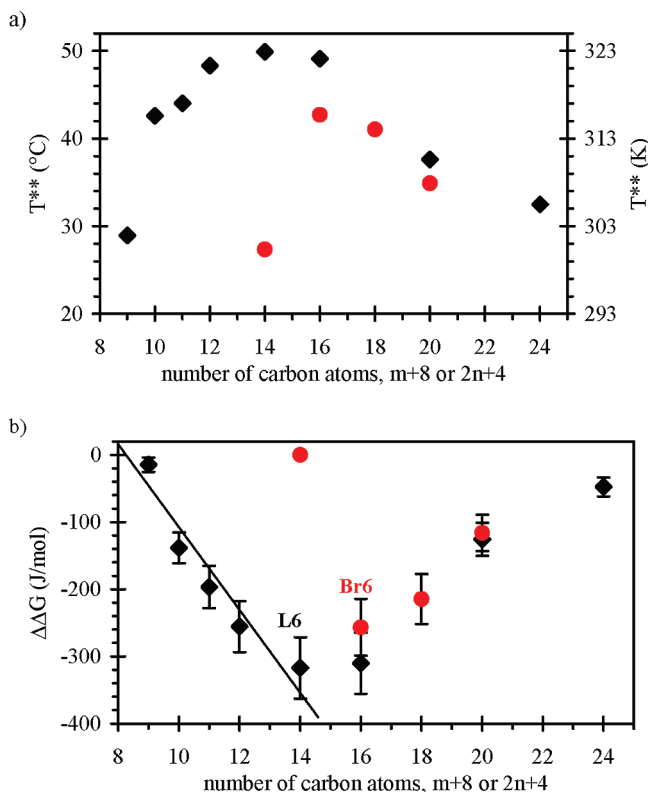 a)
50
40
30
20
T** (°C)
323
313
303
293
T** (K)
8 10 12 14 16 18 20 22 24
number of carbon atoms, m+8 or 2n+4
b)
0
-100
-200
-300
-400
ΔΔG (J/mol)
L6
Br6
8 10 12 14 16 18 20 22 24
number of carbon atoms, m+8 or 2n+4